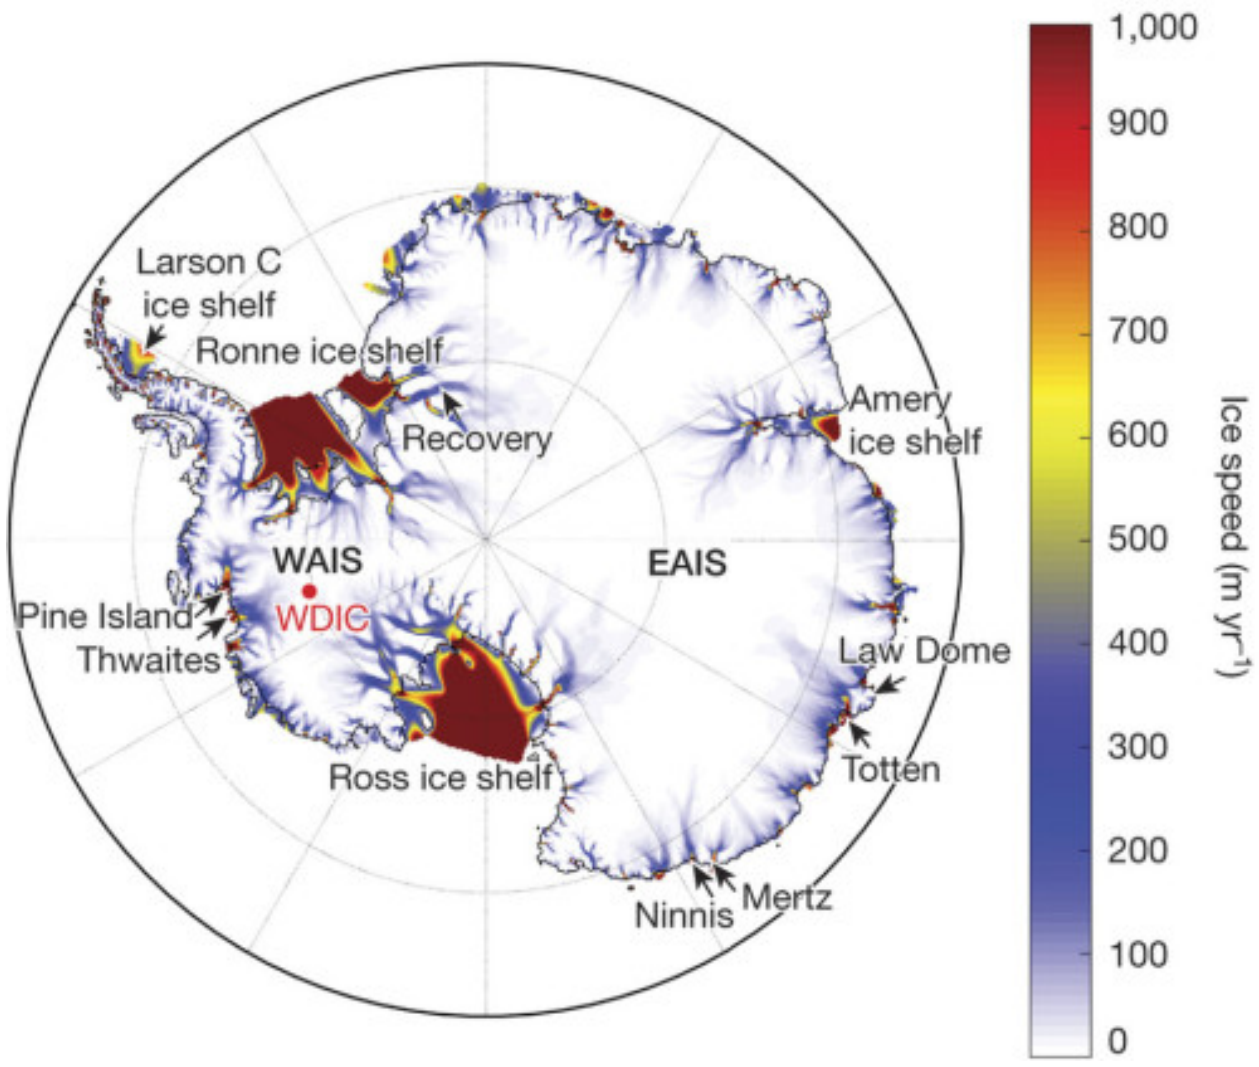 Larson C
ice shelf
Ronne ice shelf
Recovery
Amery
ice shelf
WAIS
EAIS
WDIC
Pine Island
Thwaites
Law Dome
Totten
Ross ice shelf
Mertz
Ninnis
1,000
900
800
700
600
500
400
300
200
100
0
Ice speed (m yr⁻¹)